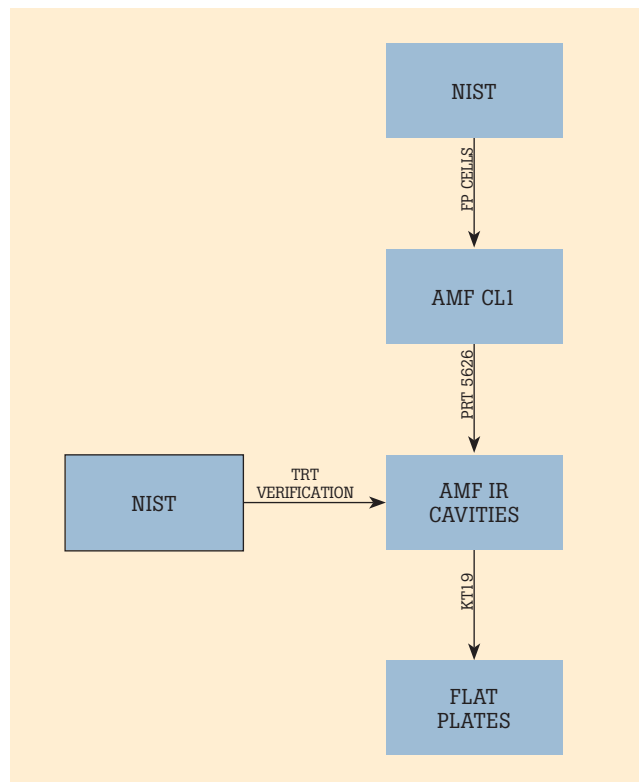 NIST
FP CELLS
AMF CL1
PRT 5626
NIST
TRT
VERIFICATION
AMF IR
CAVITIES
KT19
FLAT
PLATES